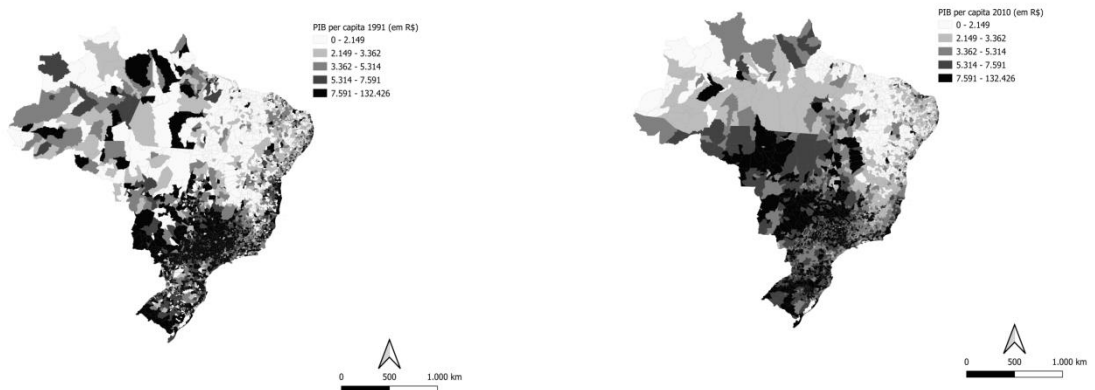 PIB per capita 1991 (em R$)
0 - 2.149
2.149 - 3.362
3.362 - 5.314
5.314 - 7.591
7.591 - 132.426
0 500 1.000 km
PIB per capita 2010 (em R$)
0 - 2.149
2.149 - 3.362
3.362 - 5.314
5.314 - 7.591
7.591 - 132.426
0 500 1.000 km